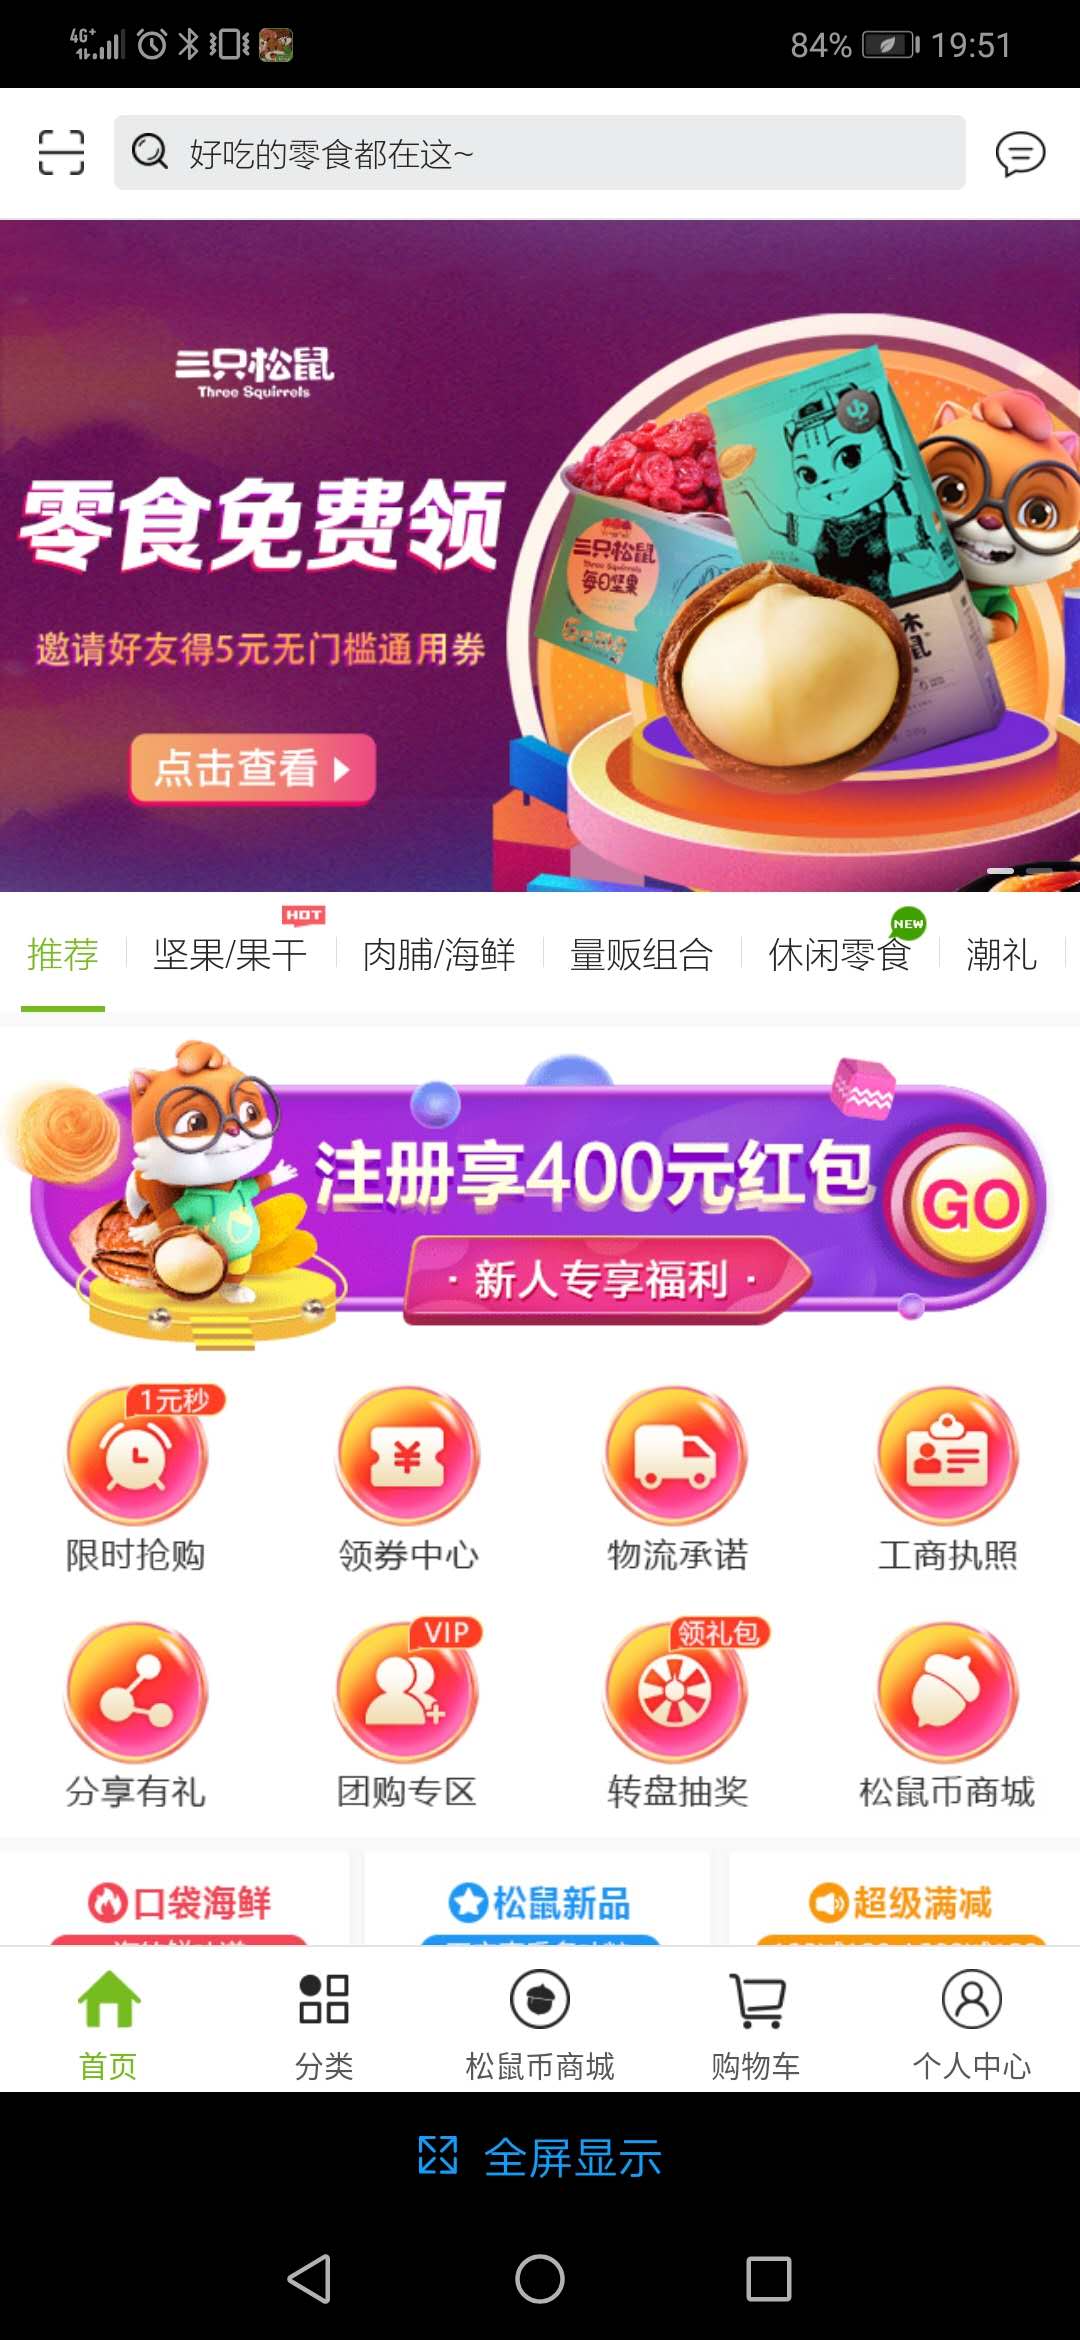 4G+
84%
19:51
好吃的零食都在这~
三只松鼠
Three Squirrels
零食免费领
邀请好友得5元无门槛通用券
点击查看
三只松鼠
Three Squirrels
每日坚果
HOT
NEW
推荐
坚果/果干
肉脯/海鲜
量贩组合
休闲零食
潮礼
注册享400元红包
GO
·新人专享福利·
1元秒
限时抢购
领券中心
物流承诺
工商执照
VIP
领礼包
分享有礼
团购专区
转盘抽奖
松鼠币商城
口袋海鲜
松鼠新品
超级满减
首页
分类
松鼠币商城
购物车
个人中心
全屏显示